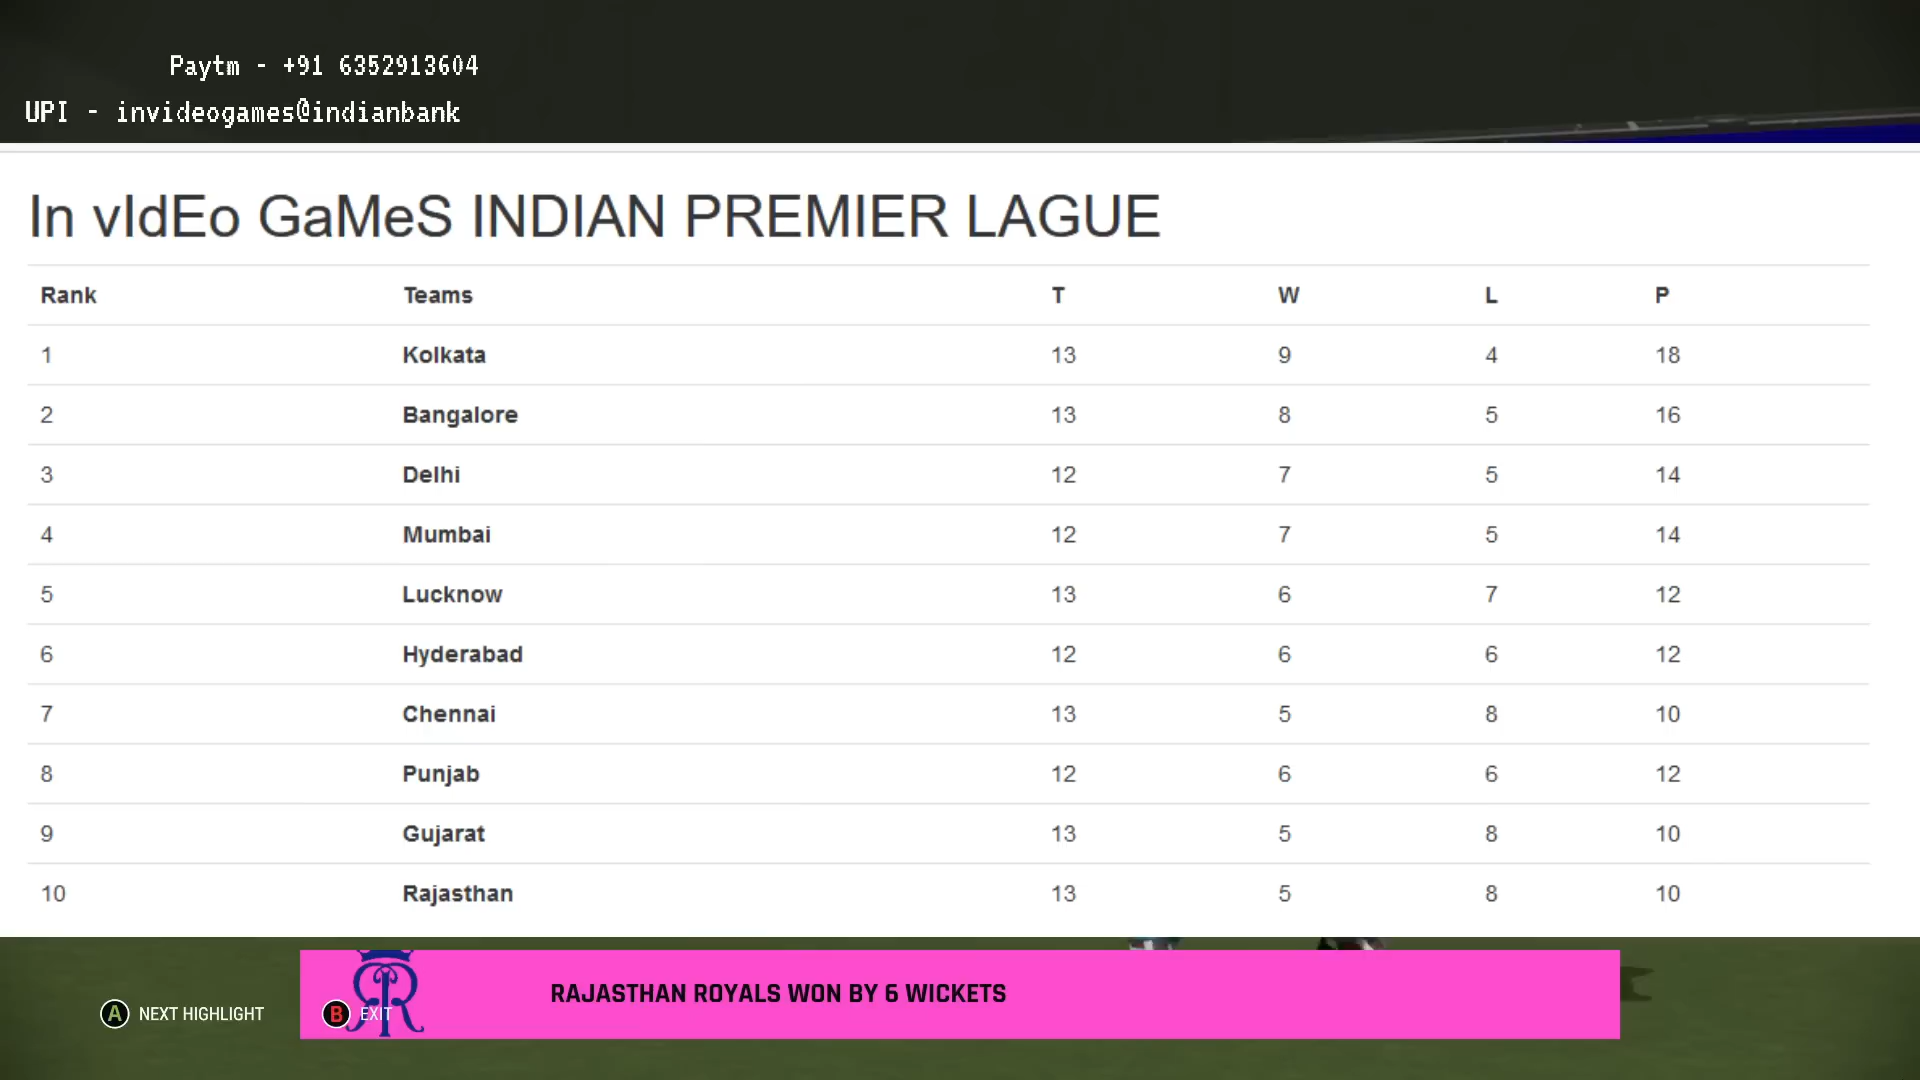 Paytm - +91 6352913604
UPI - invideogames@indianbank
In vIdEo GaMeS INDIAN PREMIER LAGUE
Rank Teams T W L P
1 Kolkata 13 9 4 18
2 Bangalore 13 8 5 16
3 Delhi 12 7 5 14
4 Mumbai 12 7 5 14
5 Lucknow 13 6 7 12
6 Hyderabad 12 6 6 12
7 Chennai 13 5 8 10
8 Punjab 12 6 6 12
9 Gujarat 13 5 8 10
10 Rajasthan 13 5 8 10
RAJASTHAN ROYALS WON BY 6 WICKETS
A NEXT HIGHLIGHT B EXIT